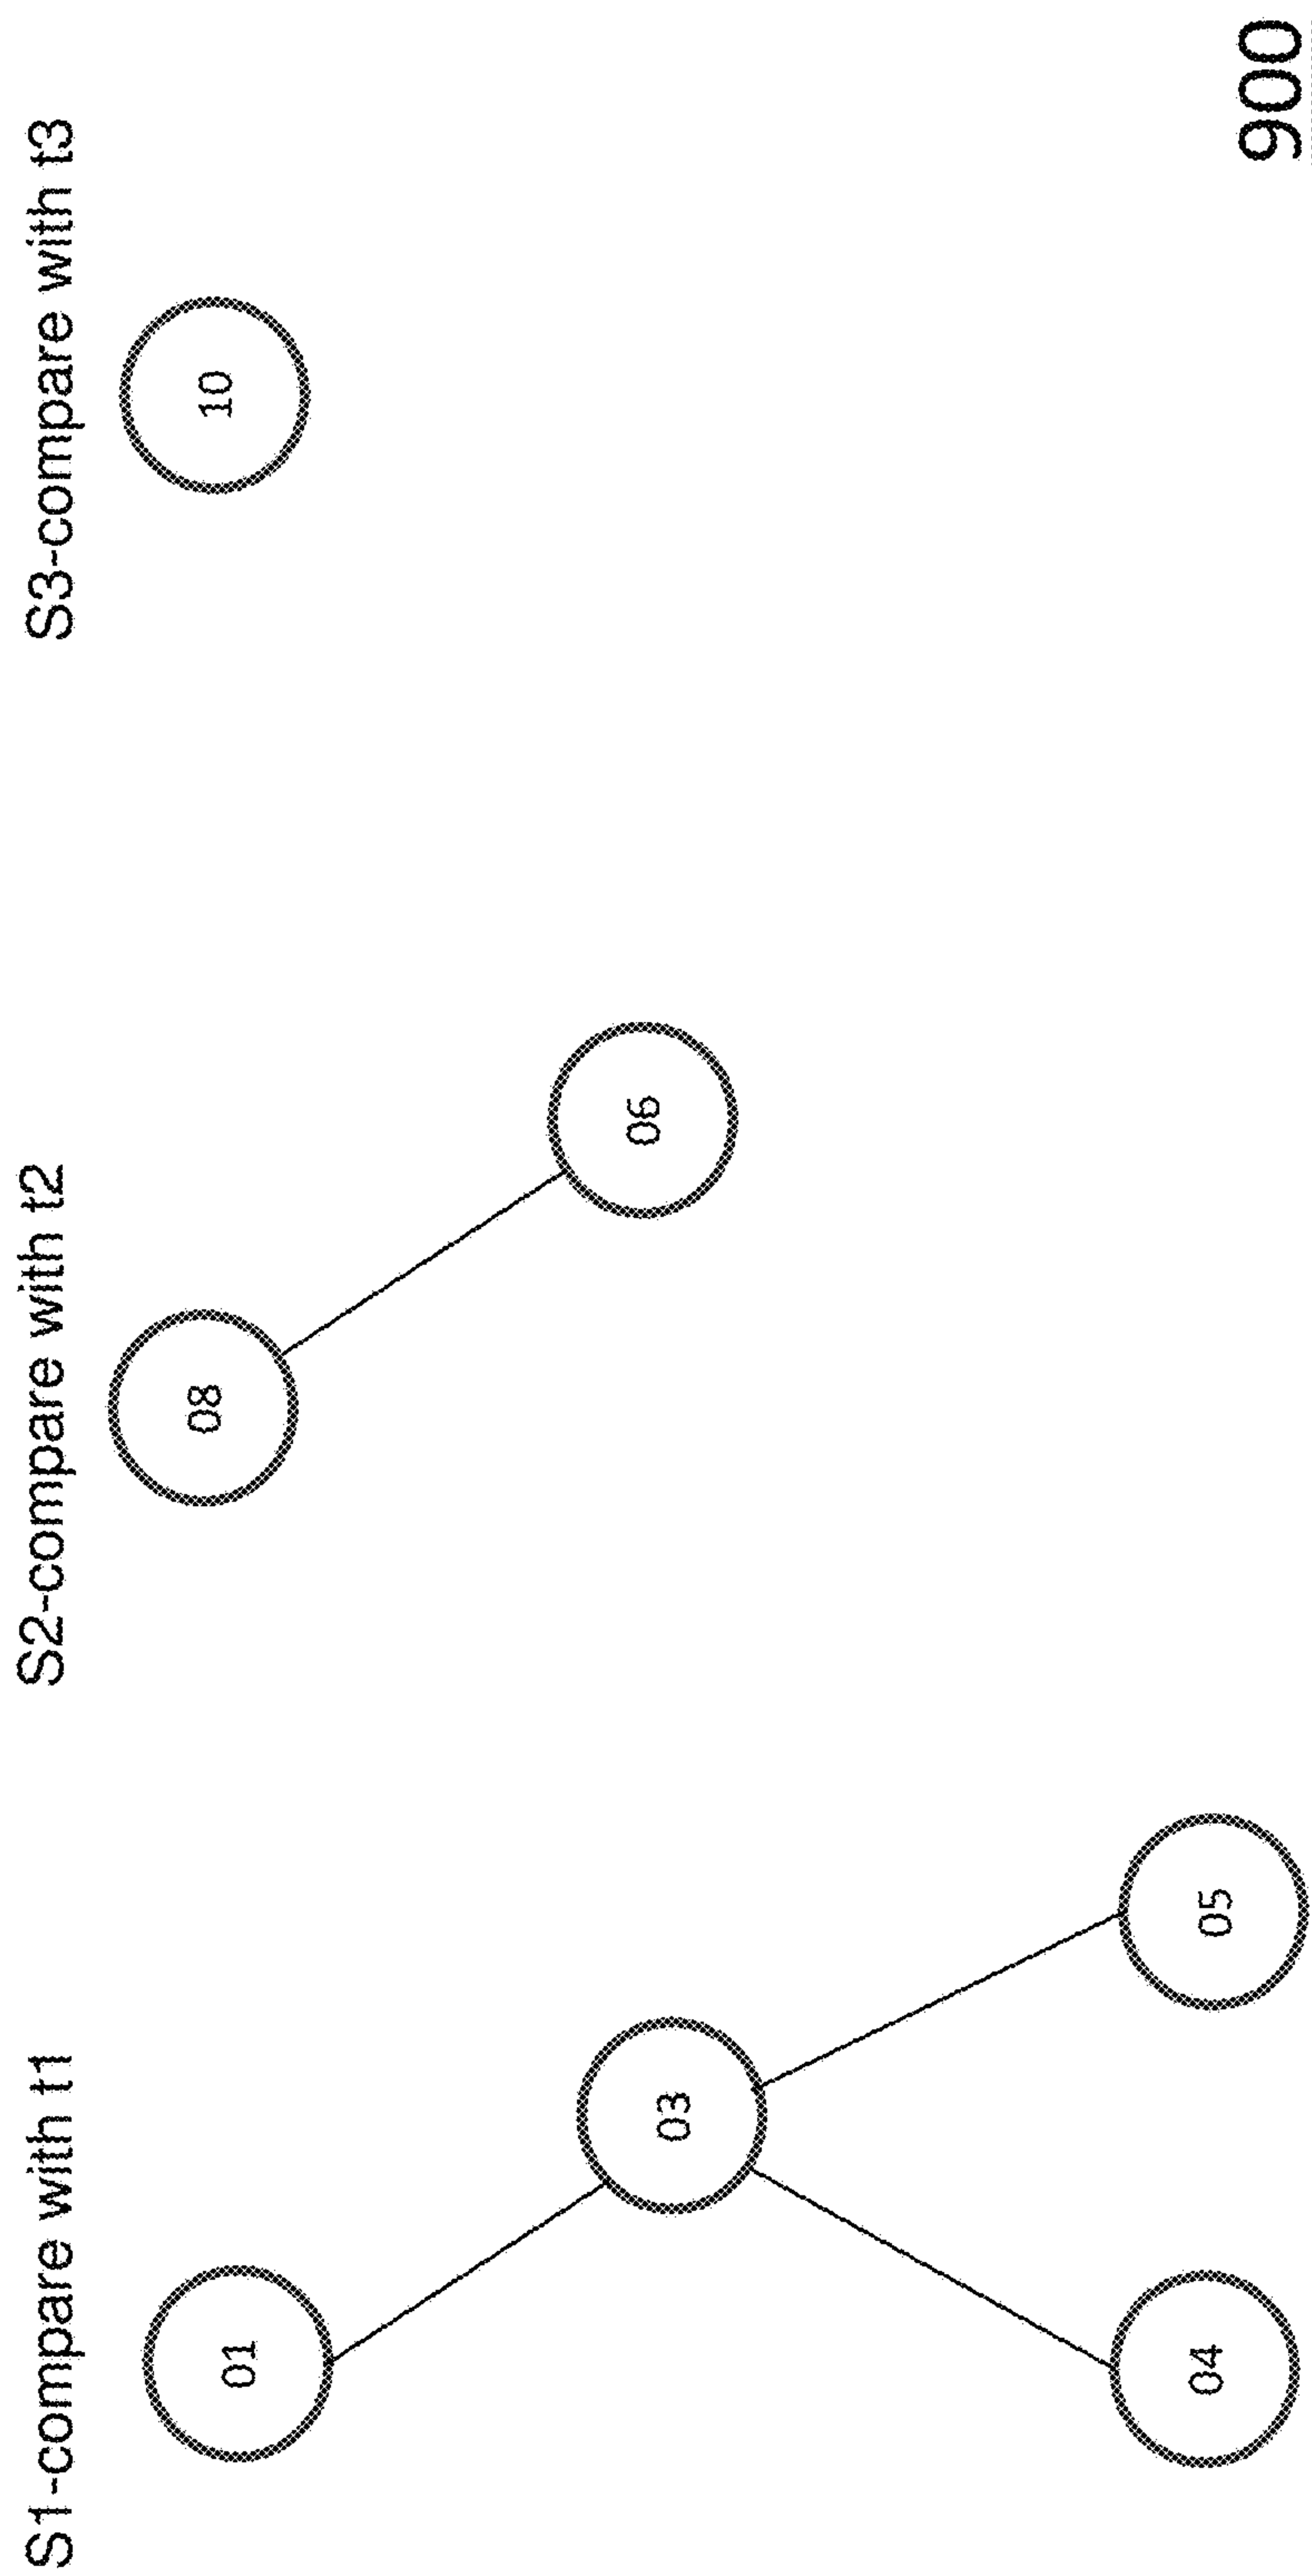 S1-compare with t1
S2-compare with t2
S3-compare with t3
01
08
10
03
06
04
05
900